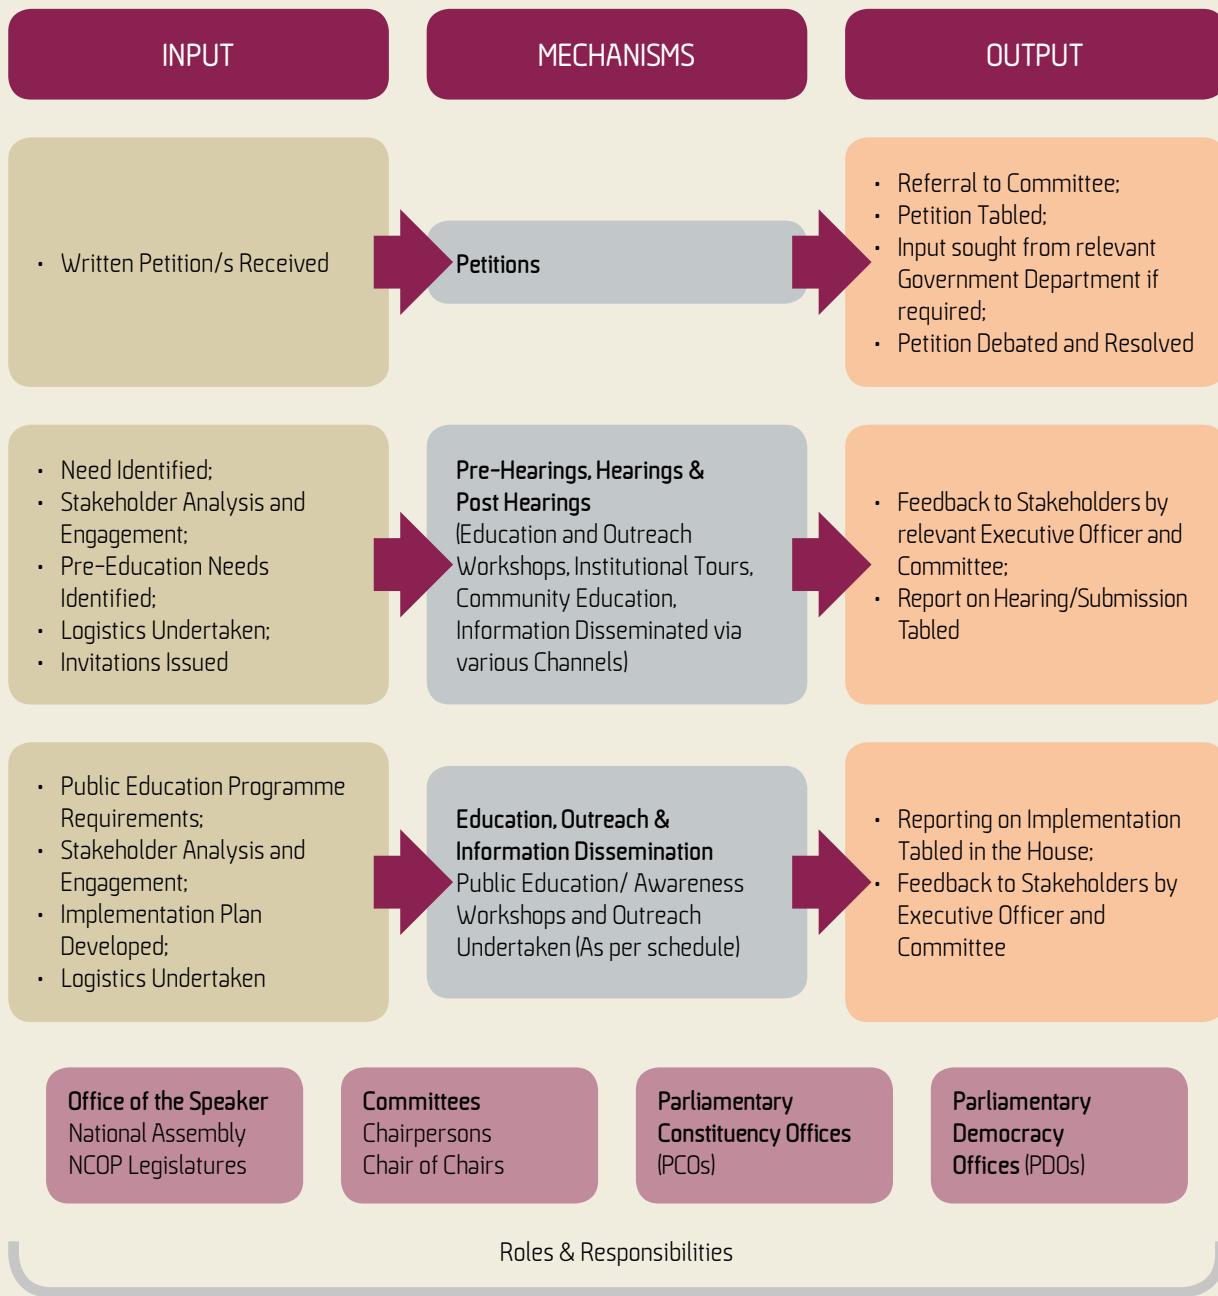 INPUT
MECHANISMS
OUTPUT
• Written Petition/s Received
Petitions
• Referral to Committee;
• Petition Tabled;
• Input sought from relevant
Government Department if
required;
• Petition Debated and Resolved
• Need Identified;
• Stakeholder Analysis and
Engagement;
• Pre-Education Needs
Identified;
• Logistics Undertaken;
• Invitations Issued
Pre-Hearings, Hearings &
Post Hearings
(Education and Outreach
Workshops, Institutional Tours,
Community Education,
Information Disseminated via
various Channels)
• Feedback to Stakeholders by
relevant Executive Officer and
Committee;
• Report on Hearing/Submission
Tabled
• Public Education Programme
Requirements;
• Stakeholder Analysis and
Engagement;
• Implementation Plan
Developed;
• Logistics Undertaken
Education, Outreach &
Information Dissemination
Public Education/ Awareness
Workshops and Outreach
Undertaken (As per schedule)
• Reporting on Implementation
Tabled in the House;
• Feedback to Stakeholders by
Executive Officer and
Committee
Office of the Speaker
National Assembly
NCOP Legislatures
Committees
Chairpersons
Chair of Chairs
Parliamentary
Constituency Offices
(PCOs)
Parliamentary
Democracy
Offices (PDOs)
Roles & Responsibilities